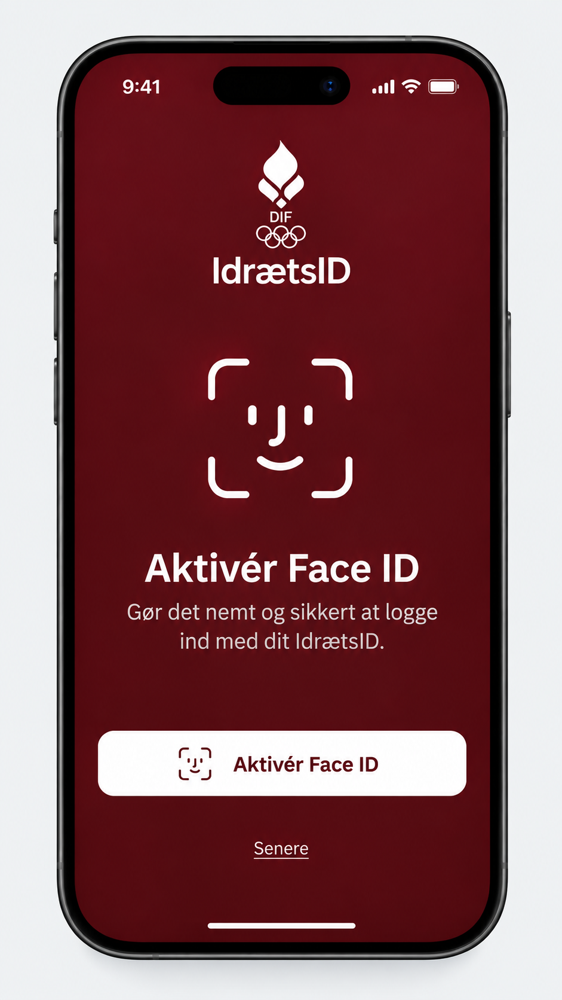 9:41
DIF
IdrætsID
Aktivér Face ID
Gør det nemt og sikkert at logge
ind med dit IdrætsID.
Aktivér Face ID
Senere